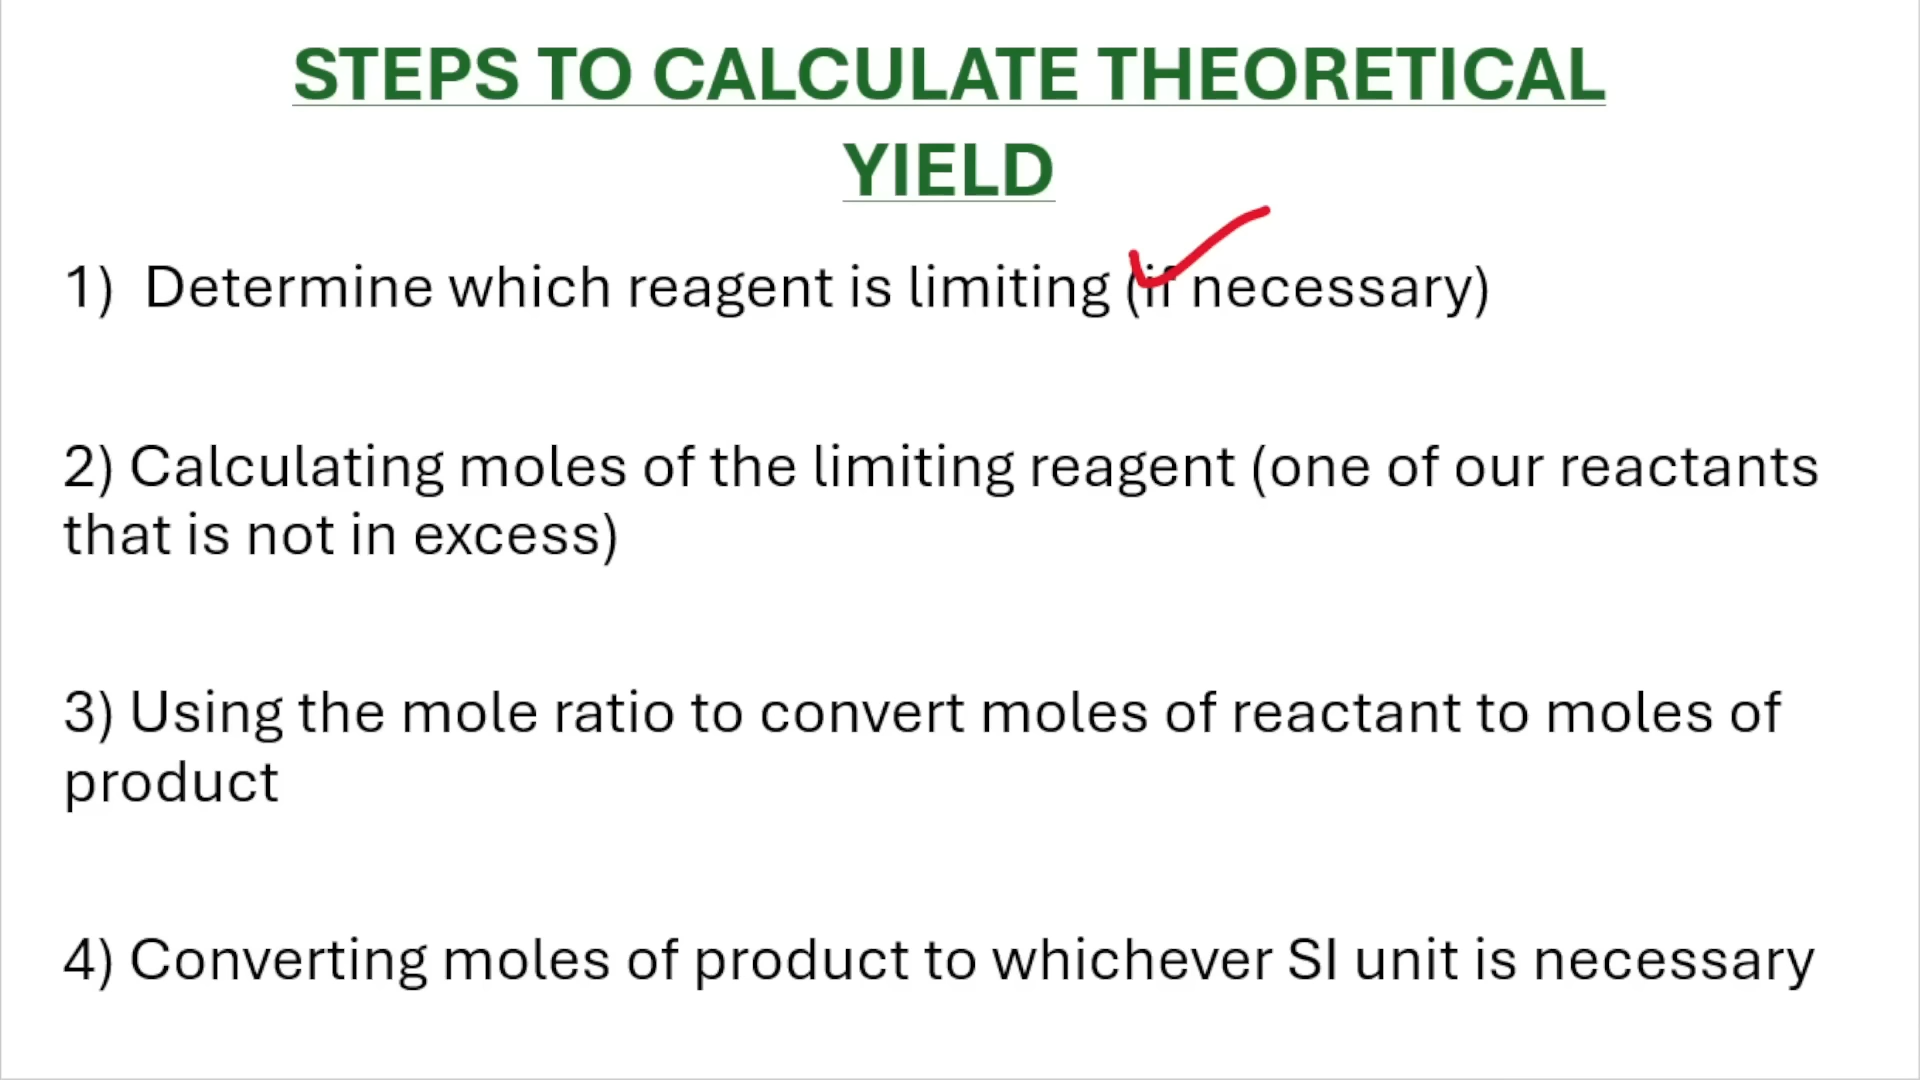 STEPS TO CALCULATE THEORETICAL
YIELD
1) Determine which reagent is limiting (if necessary)
2) Calculating moles of the limiting reagent (one of our reactants
that is not in excess)
3) Using the mole ratio to convert moles of reactant to moles of
product
4) Converting moles of product to whichever SI unit is necessary